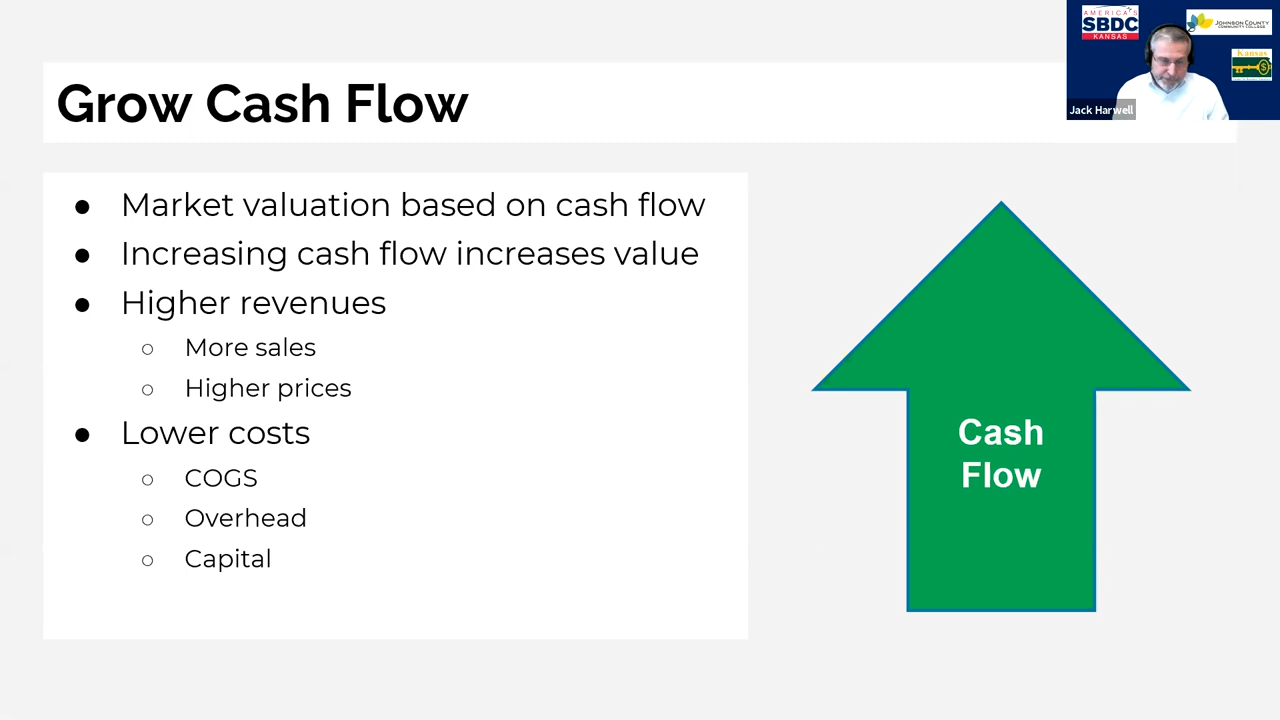 AMERICA'S
SBDC
KANSAS
JOHNSON COUNTY
COMMUNITY COLLEGE
Kansas
Jack Harwell
Grow Cash Flow
● Market valuation based on cash flow
● Increasing cash flow increases value
● Higher revenues
○ More sales
○ Higher prices
● Lower costs
○ COGS
○ Overhead
○ Capital
Cash
Flow